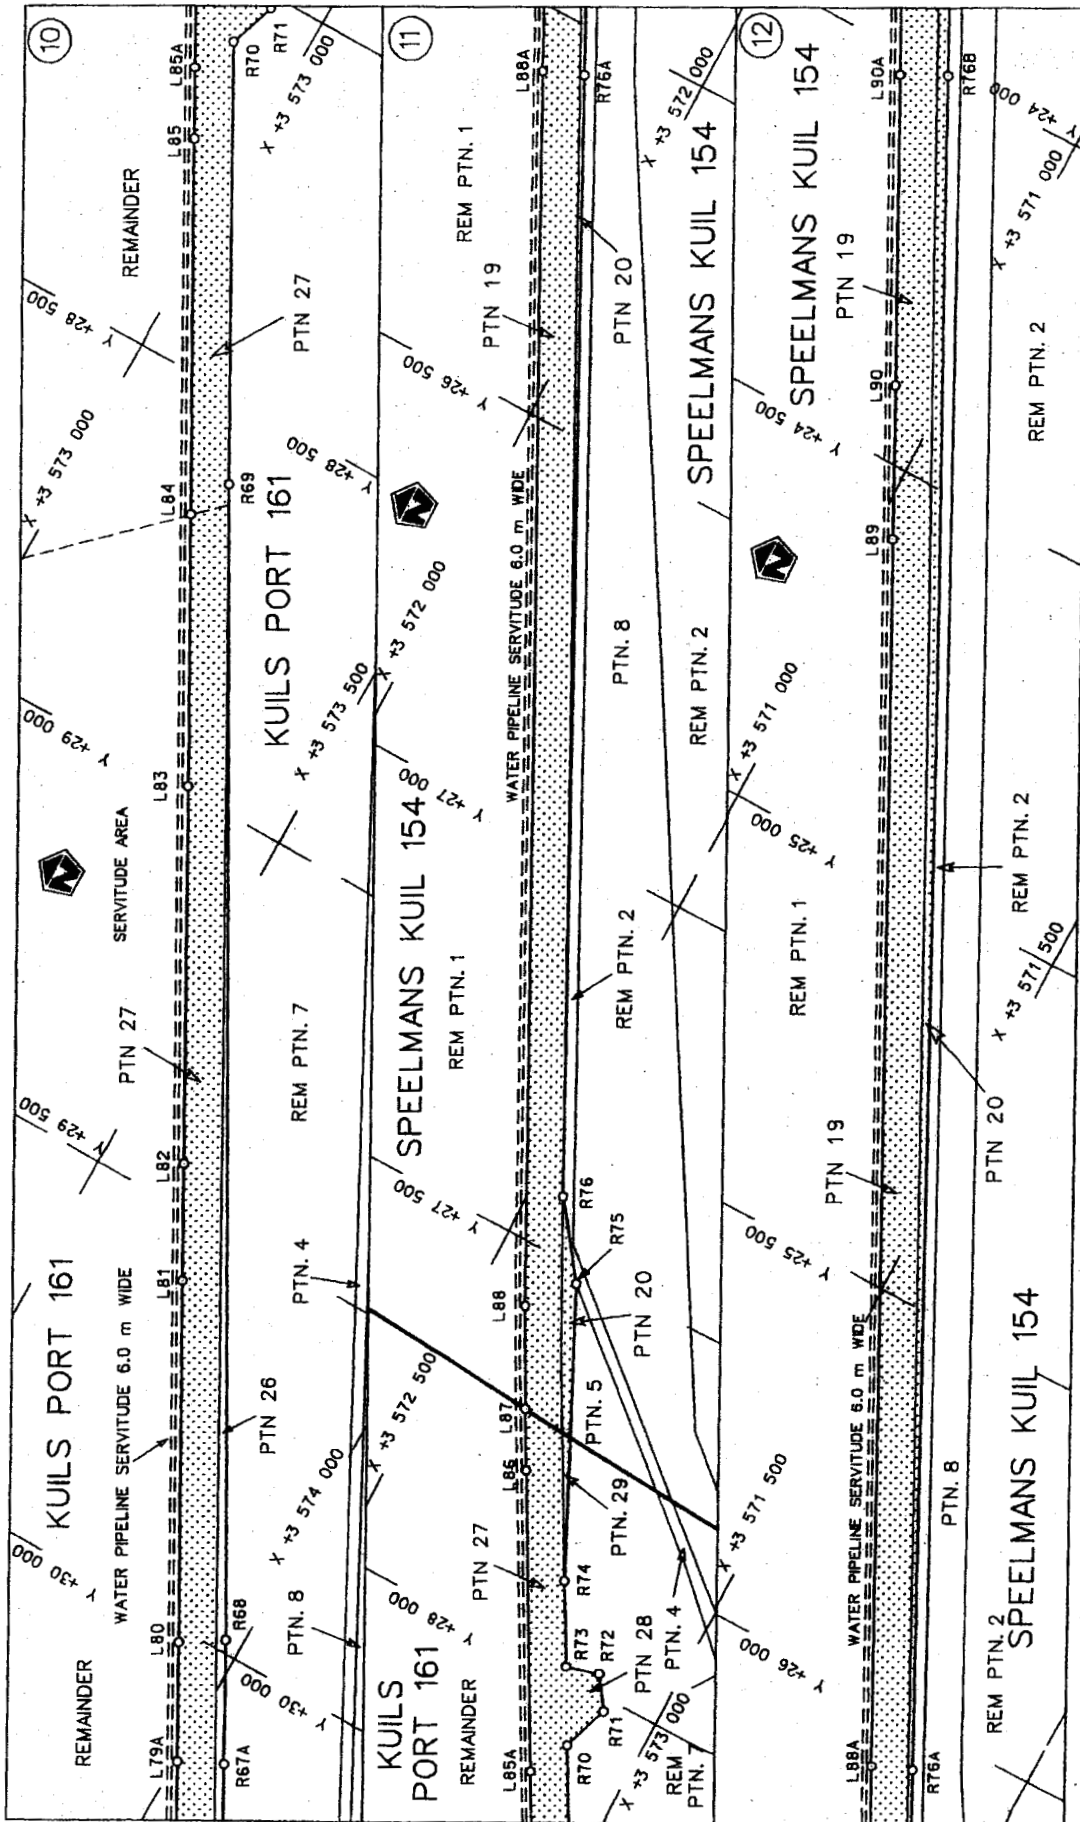 10
KUILS PORT 161
REMAINDER
WATER PIPELINE SERVITUDE 6.0 m WIDE
SERVITUDE AREA
REMAINDER
Y +30 000
Y +29 500
Y +29 000
Y +28 500
X +3 573 000
L79A
L80
L81
L82
L83
L84
L85
L85A
PTN 27
PTN 27
R67A
R68
R69
R70
R71
PTN 26
KUILS PORT 161
REM PTN. 7
PTN. 8
PTN. 4
Y +30 000
X +3 574 000
X +3 573 500
Y +28 500
X +3 573 000
11
KUILS
PORT 161
REMAINDER
SPEELMANS KUIL 154
REM PTN. 1
REM PTN. 1
Y +28 000
X +3 572 500
Y +27 500
Y +27 000
X +3 572 000
Y +26 500
PTN 27
WATER PIPELINE SERVITUDE 6.0 m WIDE
PTN 19
L85A
L86
L87
L88
L88A
R70
R71
R72
R73
R74
R75
R76
R76A
PTN 28
PTN. 29
PTN. 5
PTN 20
PTN. 4
REM PTN. 2
PTN. 8
PTN 20
REM
PTN. 7
X +3 573 000
X +3 571 500
REM PTN. 2
SPEELMANS KUIL 154
X +3 572 000
12
SPEELMANS KUIL 154
Y +26 000
Y +25 500
Y +25 000
X +3 571 000
Y +24 500
REM PTN. 1
PTN 19
PTN 19
WATER PIPELINE SERVITUDE 6.0 m WIDE
L88A
L89
L90
L90A
R76A
R76B
PTN. 8
PTN 20
REM PTN. 2
REM PTN. 2
REM PTN. 2
SPEELMANS KUIL 154
X +3 571 500
X +3 571 000
Y +24 000